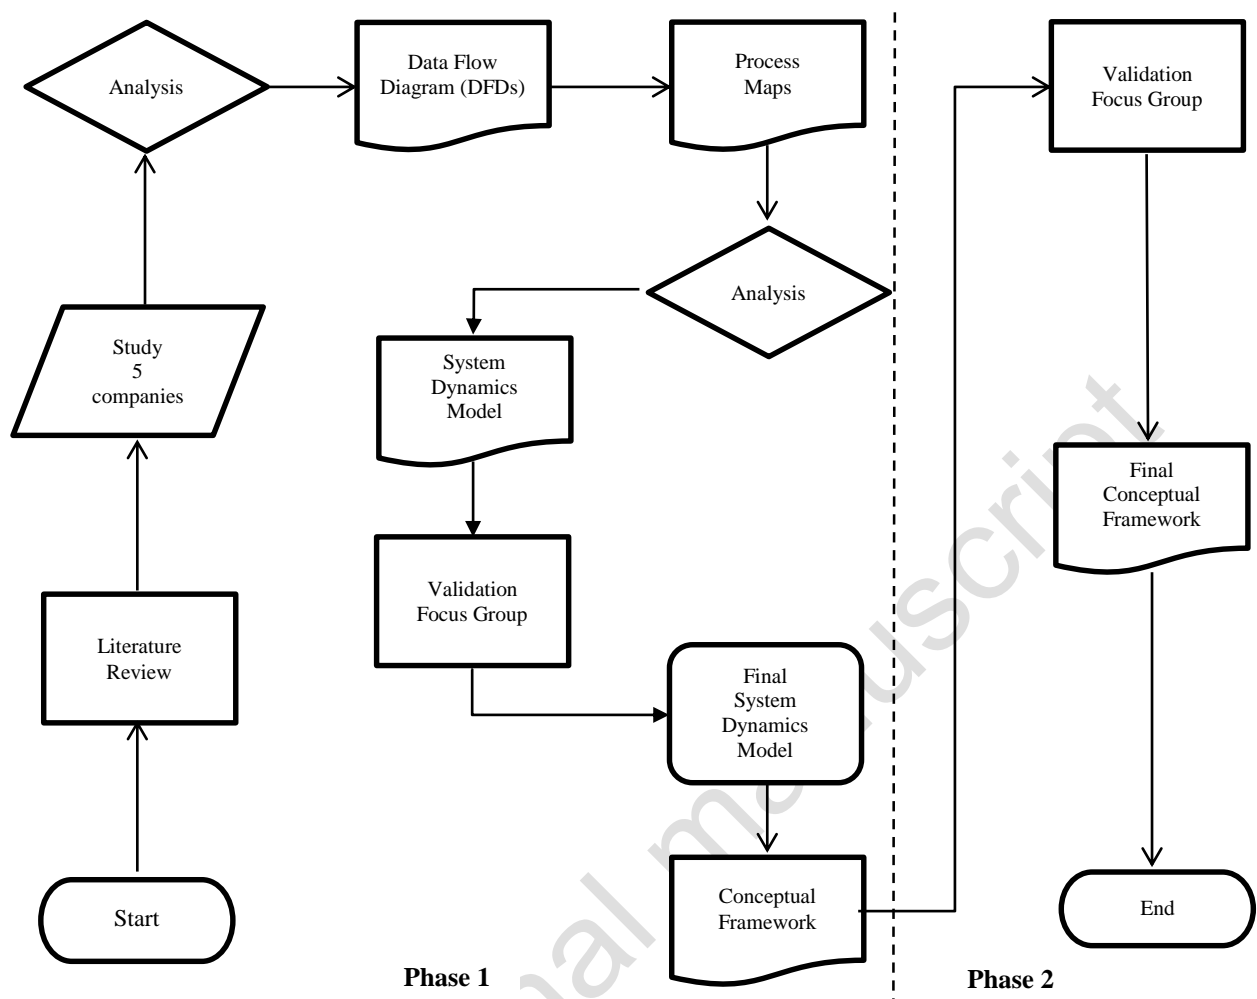 Analysis
Data Flow
Diagram (DFDs)
Process
Maps
Validation
Focus Group
Analysis
Study
5
companies
System
Dynamics
Model
Final
Conceptual
Framework
Validation
Focus Group
Literature
Review
Final
System
Dynamics
Model
Start
Conceptual
Framework
End
Phase 1
Phase 2